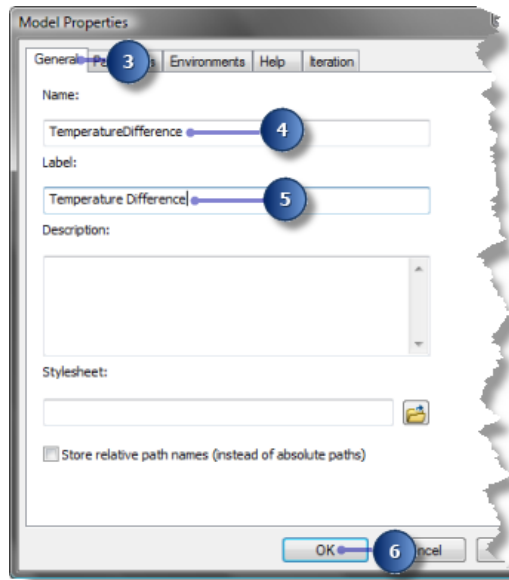 Model Properties
General 3 s Environments Help Iteration
Name:
TemperatureDifference 4
Label:
Temperature Difference 5
Description:
Stylesheet:
Store relative path names (instead of absolute paths)
OK 6 ncel